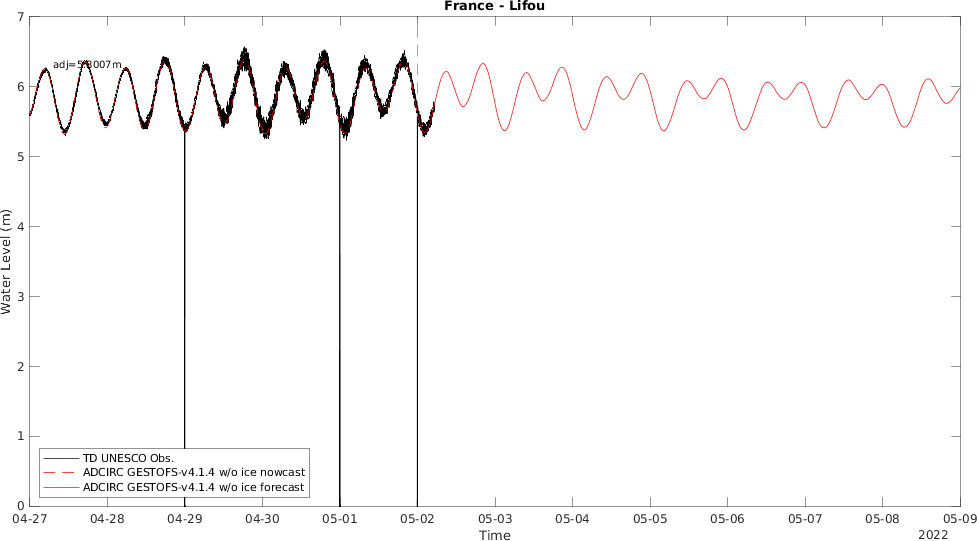 France - Lifou
7
6
5
4
3
2
1
0
Water Level (m)
TD UNESCO Obs.
ADCIRC GESTOFS-v4.1.4 w/o ice nowcast
ADCIRC GESTOFS-v4.1.4 w/o ice forecast
04-27 04-28 04-29 04-30 05-01 05-02 05-03 05-04 05-05 05-06 05-07 05-08 05-09
Time
2022